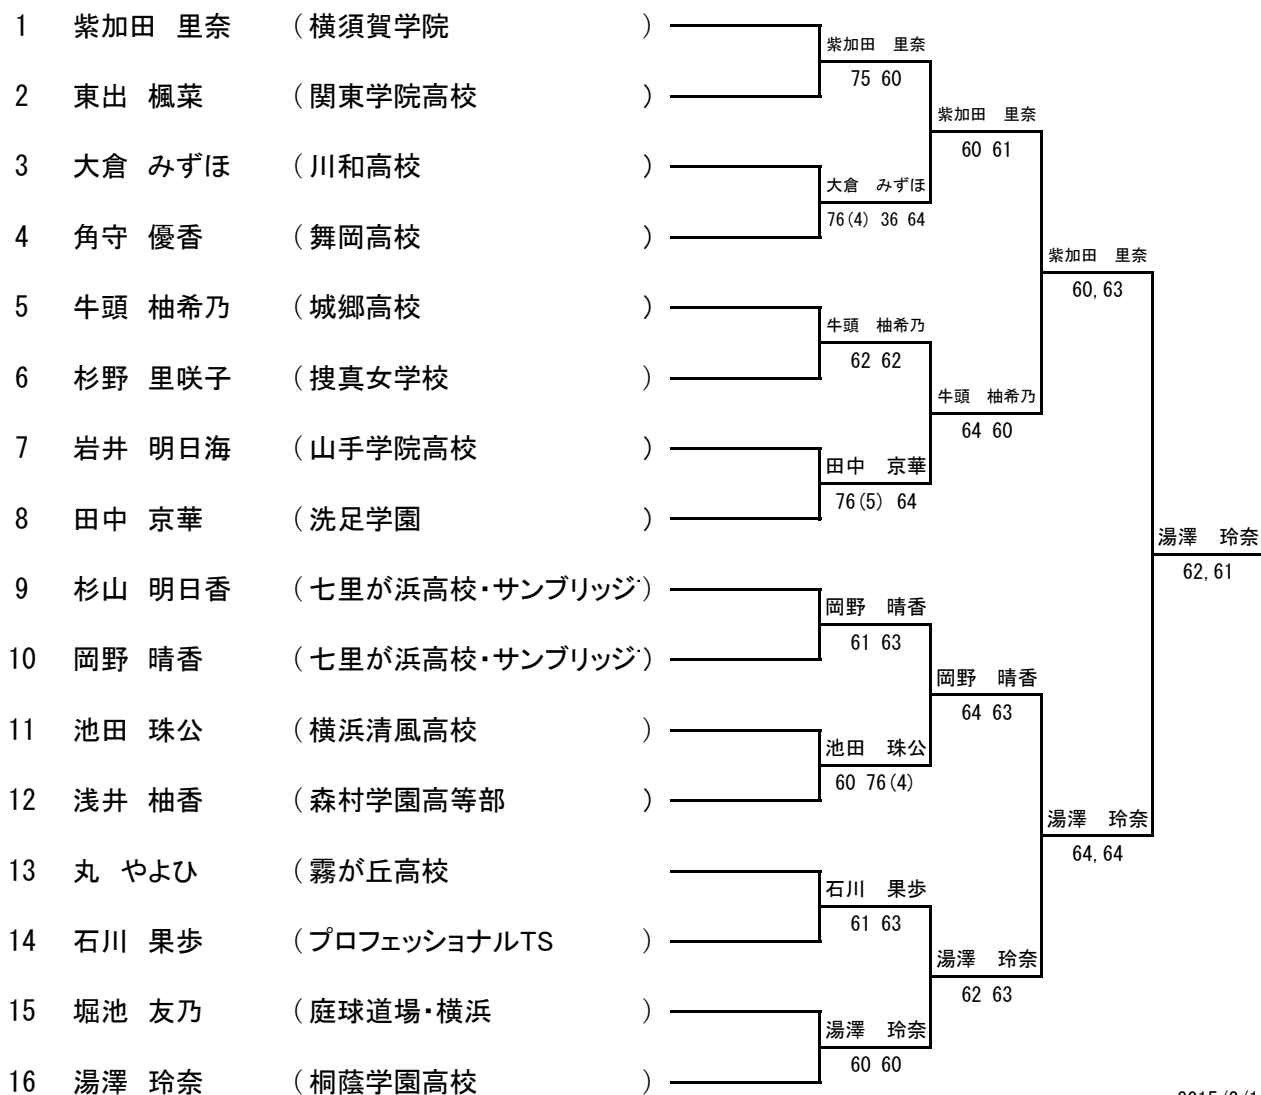 1 紫加田 里奈 (横須賀学院 )
紫加田 里奈
75 60
2 東出 楓菜 (関東学院高校 )
紫加田 里奈
60 61
3 大倉 みずほ (川和高校 )
大倉 みずほ
76(4) 36 64
4 角守 優香 (舞岡高校 )
紫加田 里奈
60,63
5 牛頭 柚希乃 (城郷高校 )
牛頭 柚希乃
62 62
6 杉野 里咲子 (捜真女学校 )
牛頭 柚希乃
64 60
7 岩井 明日海 (山手学院高校 )
田中 京華
76(5) 64
8 田中 京華 (洗足学園 )
湯澤 玲奈
62,61
9 杉山 明日香 (七里が浜高校・サンブリッジ )
岡野 晴香
61 63
10 岡野 晴香 (七里が浜高校・サンブリッジ )
岡野 晴香
64 63
11 池田 珠公 (横浜清風高校 )
池田 珠公
60 76(4)
12 浅井 柚香 (森村学園高等部 )
湯澤 玲奈
64,64
13 丸 やよひ (霧が丘高校
石川 果歩
61 63
14 石川 果歩 (プロフェッショナルTS )
湯澤 玲奈
62 63
15 堀池 友乃 (庭球道場・横浜 )
湯澤 玲奈
60 60
16 湯澤 玲奈 (桐蔭学園高校 )